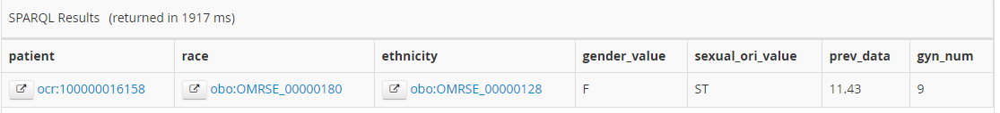 SPARQL Results (returned in 1917 ms)
patient race ethnicity gender_value sexual_ori_value prev_data gyn_num
ocr:100000016158 obo:OMRSE_00000180 obo:OMRSE_00000128 F ST 11.43 9